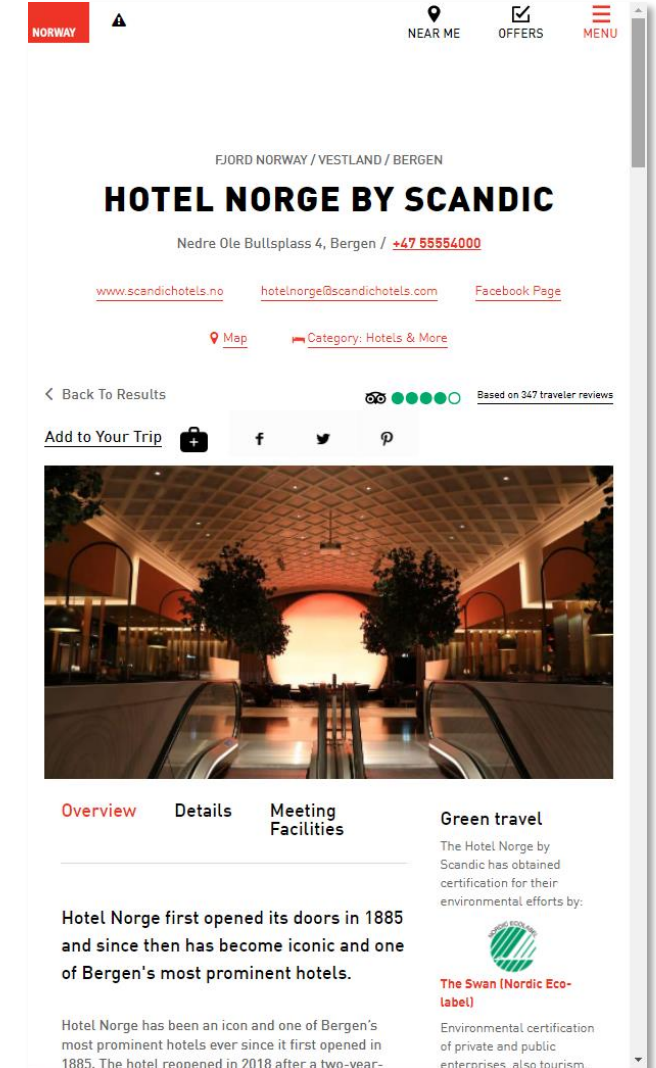 NORWAY
NEAR ME
OFFERS
MENU
FJORD NORWAY / VESTLAND / BERGEN
HOTEL NORGE BY SCANDIC
Nedre Ole Bullsplass 4, Bergen / +47 55554000
www.scandichotels.no hotelnorge@scandichotels.com Facebook Page
Map Category: Hotels & More
Back To Results
Based on 347 traveler reviews
Add to Your Trip
Overview Details Meeting
Facilities
Hotel Norge first opened its doors in 1885
and since then has become iconic and one
of Bergen's most prominent hotels.
Hotel Norge has been an icon and one of Bergen's
most prominent hotels ever since it first opened in
1885. The hotel reopened in 2018 after a two-year-
Green travel
The Hotel Norge by
Scandic has obtained
certification for their
environmental efforts by:
NORDIC ECOLABEL
The Swan (Nordic Eco-
label)
Environmental certification
of private and public
enterprises, also tourism...